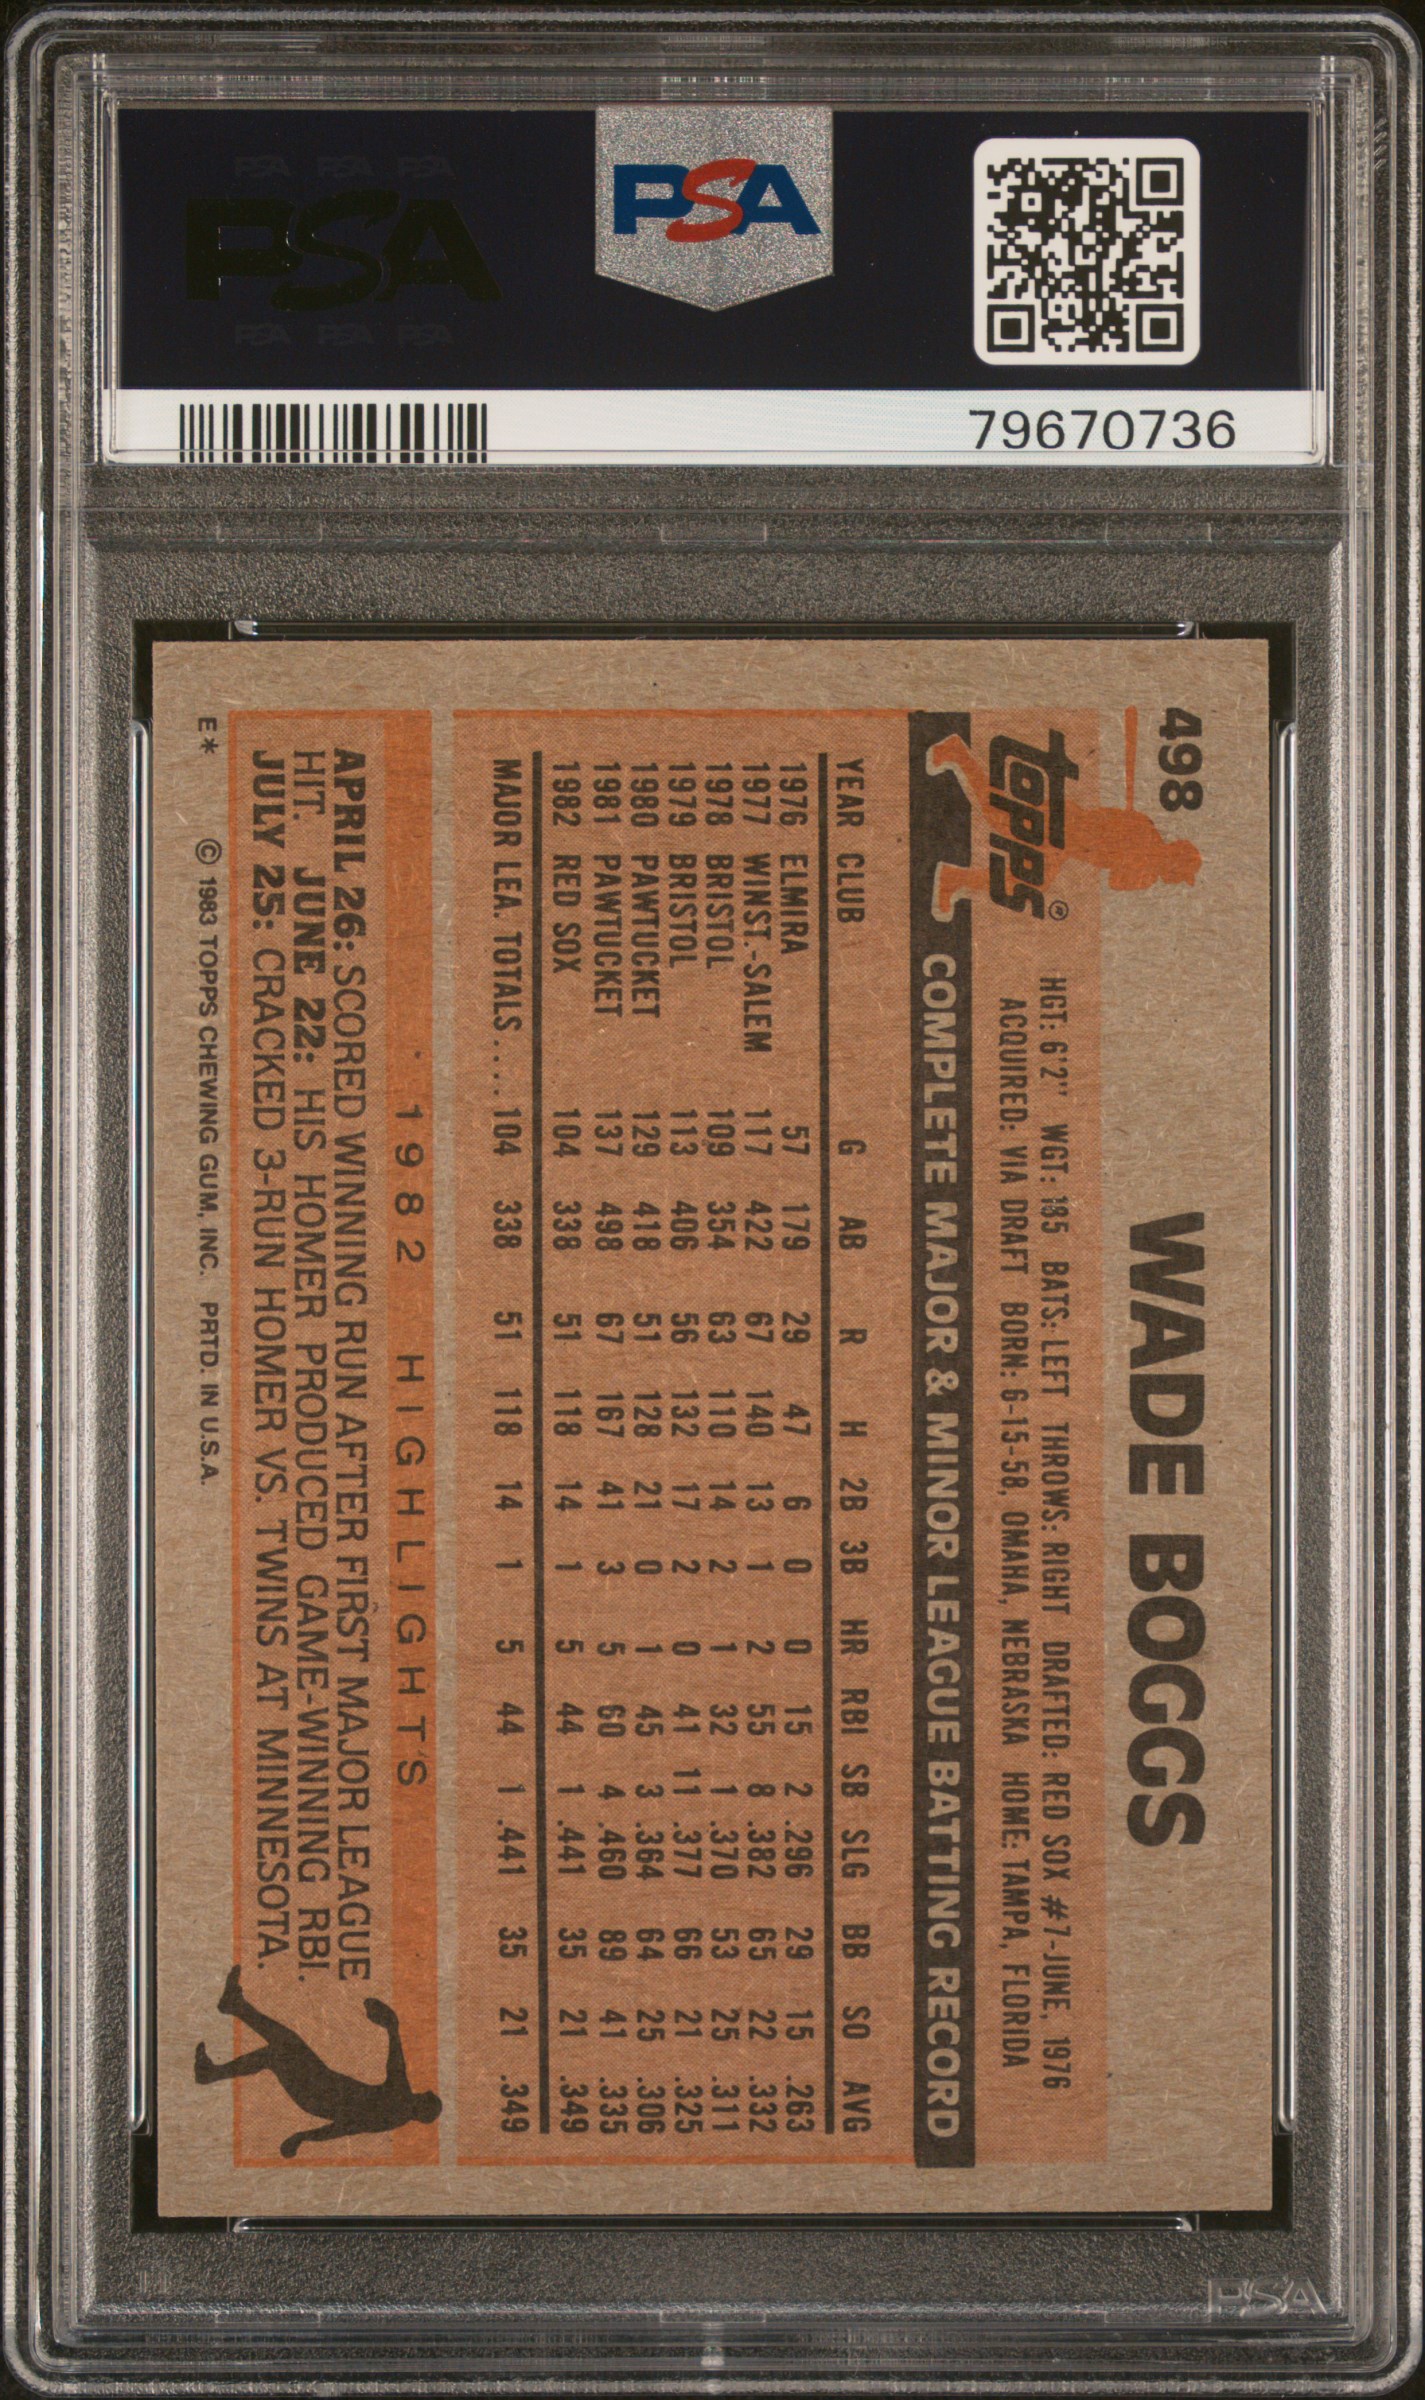 PSA PSA PSA
PSA
PSA PSA PSA
PSA
79670736
498
WADE BOGGS
Topps®
HGT: 6'2" WGT: 185 BATS: LEFT THROWS: RIGHT DRAFTED: RED SOX #7-JUNE, 1976
ACQUIRED: VIA DRAFT BORN: 6-15-58, OMAHA, NEBRASKA HOME: TAMPA, FLORIDA
COMPLETE MAJOR & MINOR LEAGUE BATTING RECORD
YEAR CLUB G AB R H 2B 3B HR RBI SB SLG BB SO AVG
1976 ELMIRA 57 179 29 47 6 0 0 15 2 .296 29 15 .263
1977 WINST.-SALEM 117 422 67 140 13 1 2 55 8 .382 65 22 .332
1978 BRISTOL 109 354 63 110 14 2 1 32 1 .370 53 25 .311
1979 BRISTOL 113 406 56 132 17 2 0 41 11 .377 66 21 .325
1980 PAWTUCKET 129 418 51 128 21 0 1 45 3 .364 64 25 .306
1981 PAWTUCKET 137 498 67 167 41 3 5 60 4 .460 89 41 .335
1982 RED SOX 104 338 51 118 14 1 5 44 1 .441 35 21 .349
MAJOR LEA. TOTALS.... 104 338 51 118 14 1 5 44 1 .441 35 21 .349
1982 HIGHLIGHTS
APRIL 26: SCORED WINNING RUN AFTER FIRST MAJOR LEAGUE
HIT. JUNE 22: HIS HOMER PRODUCED GAME-WINNING RBI.
JULY 25: CRACKED 3-RUN HOMER VS. TWINS AT MINNESOTA.
E* © 1983 TOPPS CHEWING GUM, INC. PRTD. IN U.S.A.
PSA